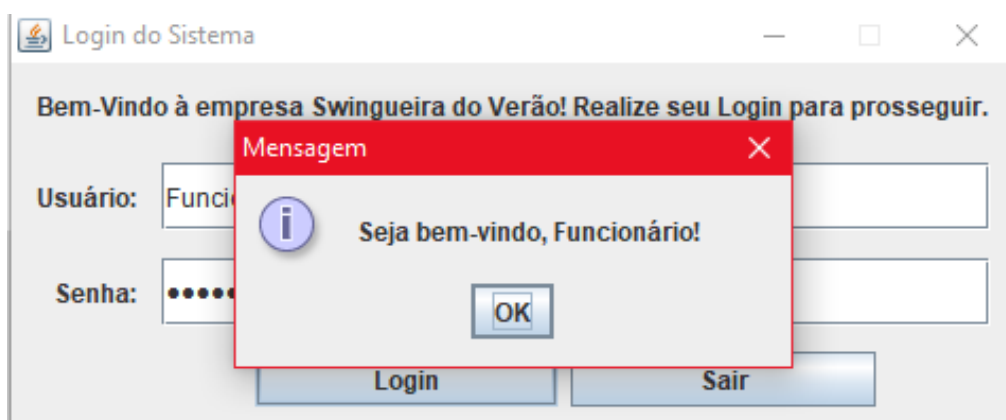 Login do Sistema
Bem-Vindo à empresa Swingueira do Verão! Realize seu Login para prosseguir.
Mensagem
Usuário: Funci
Seja bem-vindo, Funcionário!
Senha:
OK
Login Sair